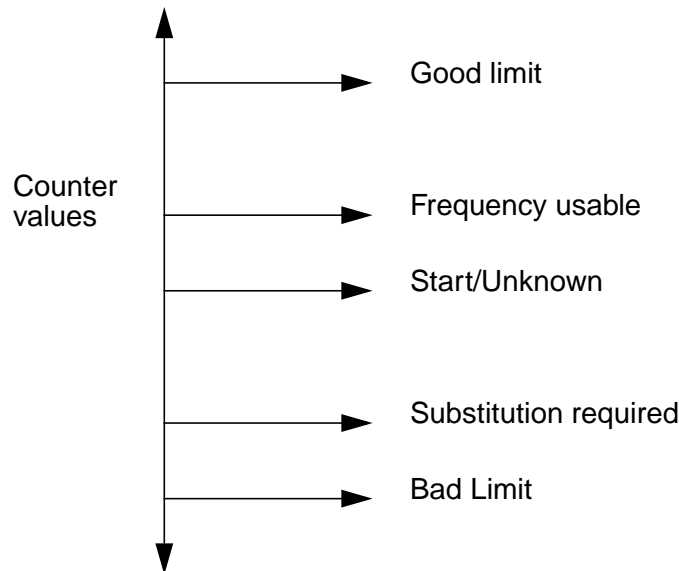 Good limit
Counter
values
Frequency usable
Start/Unknown
Substitution required
Bad Limit